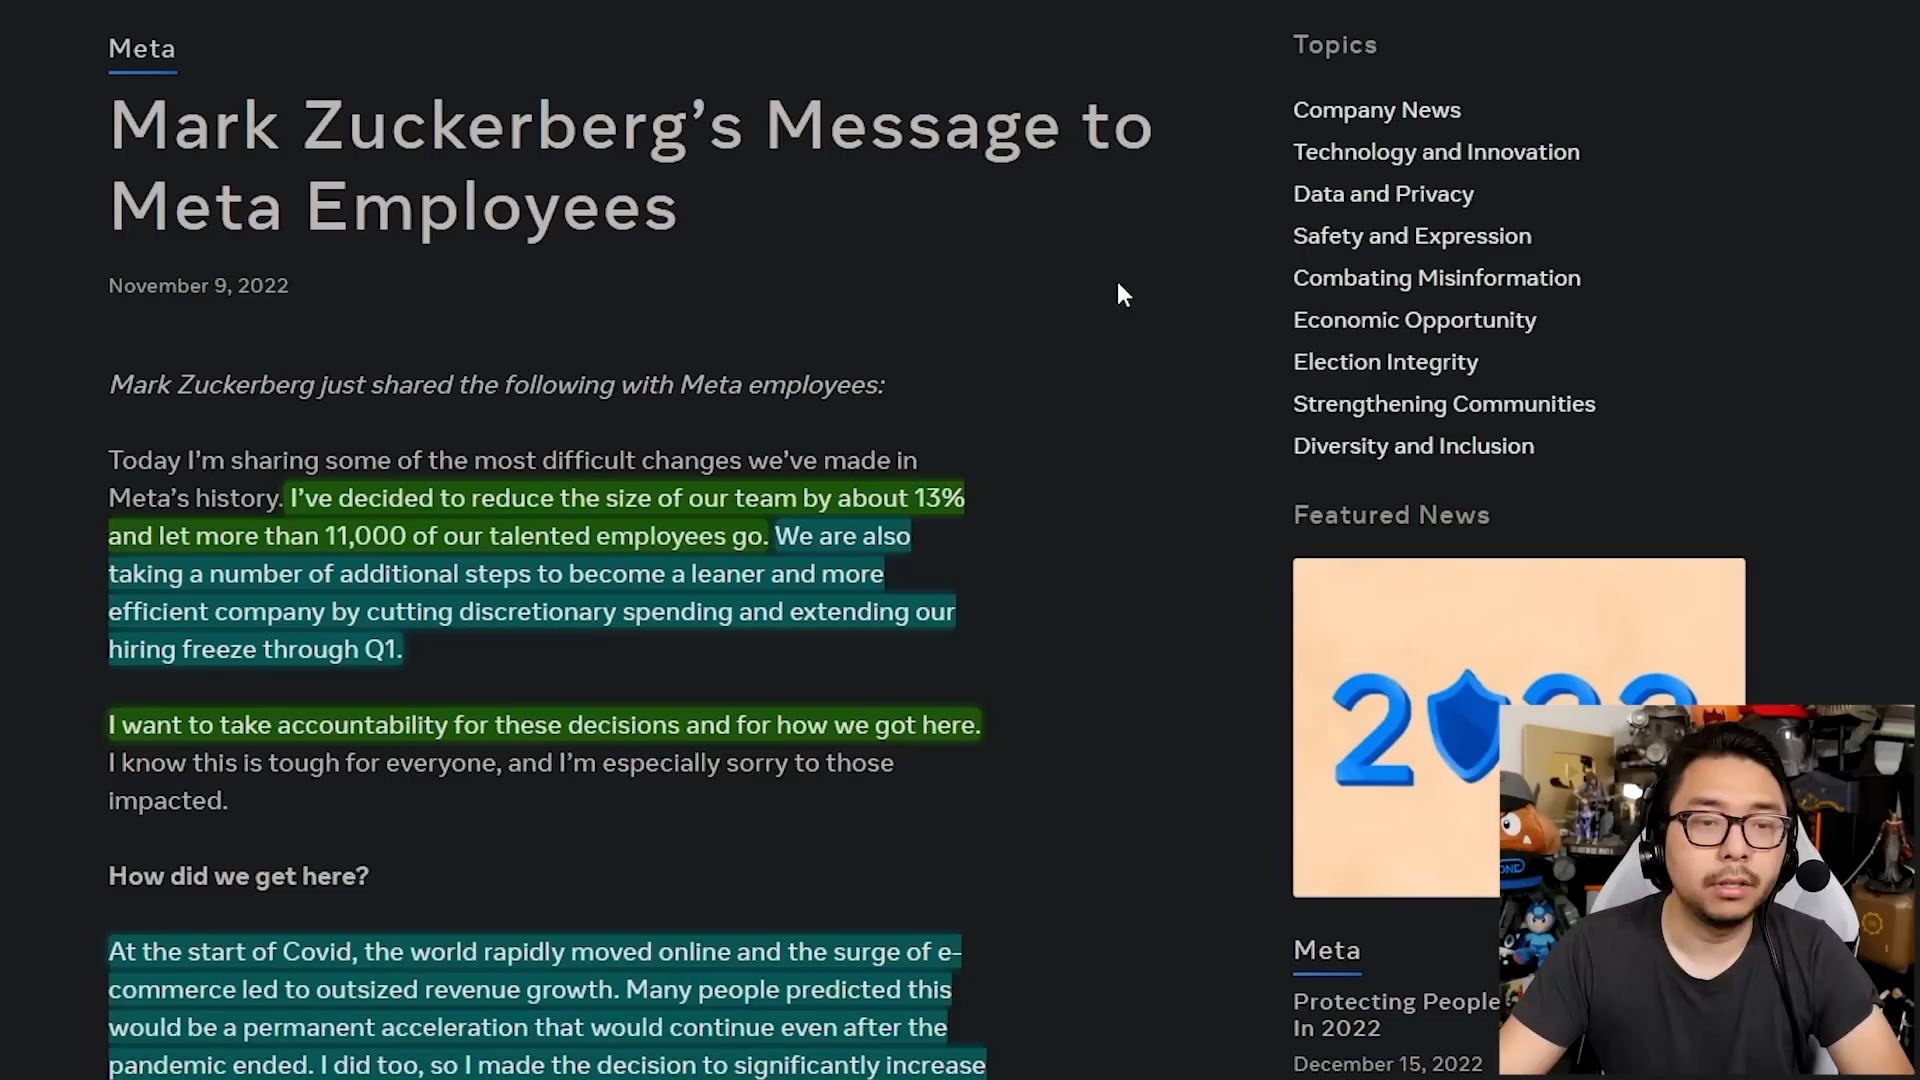 Meta
Mark Zuckerberg’s Message to
Meta Employees
November 9, 2022
Mark Zuckerberg just shared the following with Meta employees:
Today I’m sharing some of the most difficult changes we’ve made in
Meta’s history. I’ve decided to reduce the size of our team by about 13%
and let more than 11,000 of our talented employees go. We are also
taking a number of additional steps to become a leaner and more
efficient company by cutting discretionary spending and extending our
hiring freeze through Q1.
I want to take accountability for these decisions and for how we got here.
I know this is tough for everyone, and I’m especially sorry to those
impacted.
How did we get here?
At the start of Covid, the world rapidly moved online and the surge of e-
commerce led to outsized revenue growth. Many people predicted this
would be a permanent acceleration that would continue even after the
pandemic ended. I did too, so I made the decision to significantly increase
Topics
Company News
Technology and Innovation
Data and Privacy
Safety and Expression
Combating Misinformation
Economic Opportunity
Election Integrity
Strengthening Communities
Diversity and Inclusion
Featured News
Meta
Protecting People
In 2022
December 15, 2022